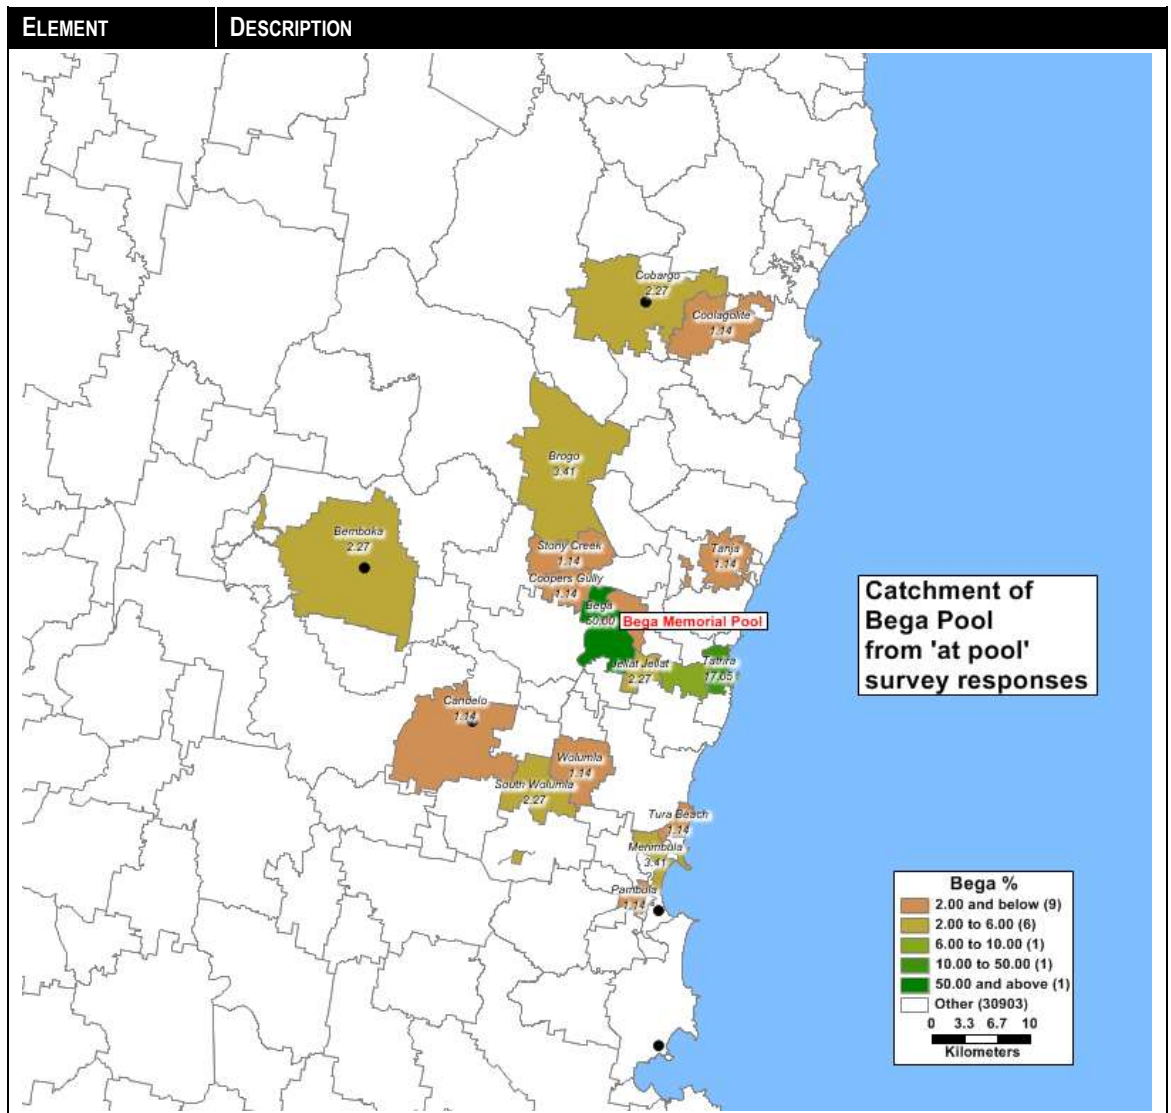 ELEMENT DESCRIPTION
Cobargo
2.27
Coolagolite
1.14
Brogo
3.41
Bemboka
2.27
Stony Creek
1.14
Tanja
1.14
Coopers Gully
1.14
Bega
50.00
Bega Memorial Pool
Jellat Jellat
2.27
Tathra
17.05
Candelo
1.14
Wolumla
1.14
South Wolumla
2.27
Tura Beach
1.14
Merimbula
3.41
Pambula
1.14
Catchment of
Bega Pool
from 'at pool'
survey responses
Bega %
2.00 and below (9)
2.00 to 6.00 (6)
6.00 to 10.00 (1)
10.00 to 50.00 (1)
50.00 and above (1)
Other (30903)
0 3.3 6.7 10
Kilometers